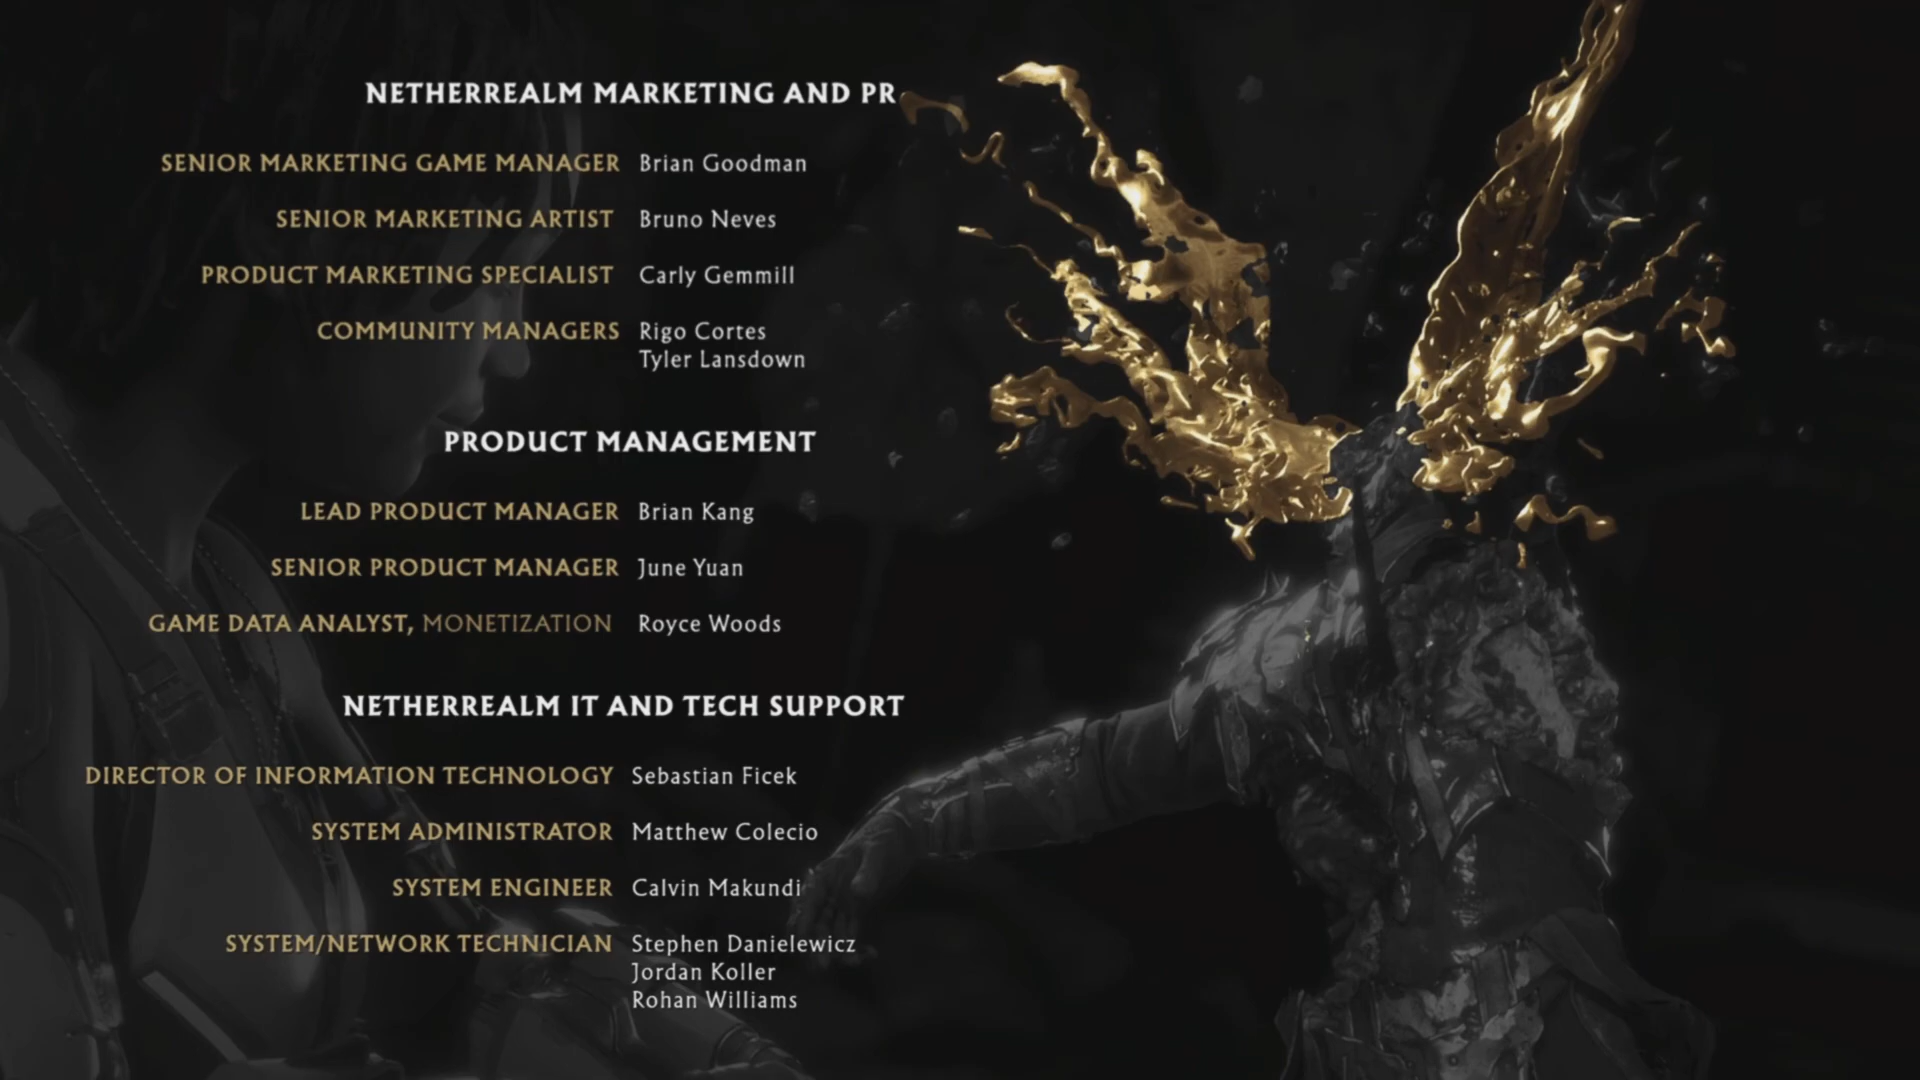 NETHERREALM MARKETING AND PR
SENIOR MARKETING GAME MANAGER Brian Goodman
SENIOR MARKETING ARTIST Bruno Neves
PRODUCT MARKETING SPECIALIST Carly Gemmill
COMMUNITY MANAGERS Rigo Cortes
Tyler Lansdown
PRODUCT MANAGEMENT
LEAD PRODUCT MANAGER Brian Kang
SENIOR PRODUCT MANAGER June Yuan
GAME DATA ANALYST, MONETIZATION Royce Woods
NETHERREALM IT AND TECH SUPPORT
DIRECTOR OF INFORMATION TECHNOLOGY Sebastian Ficek
SYSTEM ADMINISTRATOR Matthew Colecio
SYSTEM ENGINEER Calvin Makundi
SYSTEM/NETWORK TECHNICIAN Stephen Danielewicz
Jordan Koller
Rohan Williams